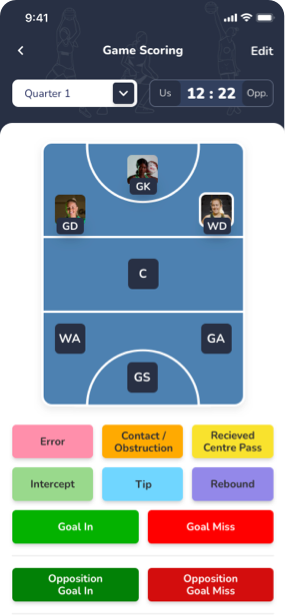 9:41
Game Scoring
Edit
Quarter 1
Us
12 : 22
Opp.
GK
GD
WD
C
WA
GA
GS
Error
Contact /
Obstruction
Recieved
Centre Pass
Intercept
Tip
Rebound
Goal In
Goal Miss
Opposition
Goal In
Opposition
Goal Miss